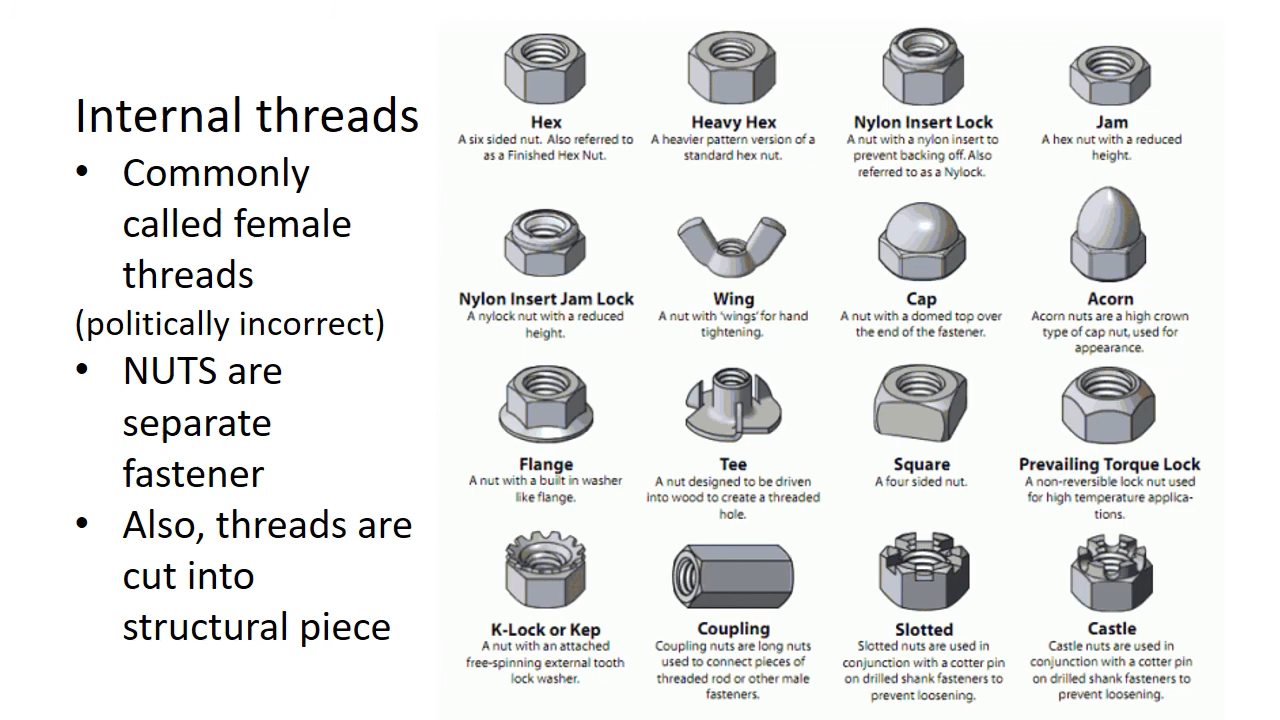 Internal threads
• Commonly
called female
threads
(politically incorrect)
• NUTS are
separate
fastener
• Also, threads are
cut into
structural piece
Hex
A six sided nut. Also referred to
as a Finished Hex Nut.
Heavy Hex
A heavier pattern version of a
standard hex nut.
Nylon Insert Lock
A nut with a nylon insert to
prevent backing off. Also
referred to as a Nylock.
Jam
A hex nut with a reduced
height.
Nylon Insert Jam Lock
A nylock nut with a reduced
height.
Wing
A nut with ‘wings’ for hand
tightening.
Cap
A nut with a domed top over
the end of the fastener.
Acorn
Acorn nuts are a high crown
type of cap nut, used for
appearance.
Flange
A nut with a built in washer
like flange.
Tee
A nut designed to be driven
into wood to create a threaded
hole.
Square
A four sided nut.
Prevailing Torque Lock
A non-reversible lock nut used
for high temperature applica-
tions.
K-Lock or Kep
A nut with an attached
free-spinning external tooth
lock washer.
Coupling
Coupling nuts are long nuts
used to connect pieces of
threaded rod or other male
fasteners.
Slotted
Slotted nuts are used in
conjunction with a cotter pin
on drilled shank fasteners to
prevent loosening.
Castle
Castle nuts are used in
conjunction with a cotter pin
on drilled shank fasteners to
prevent loosening.